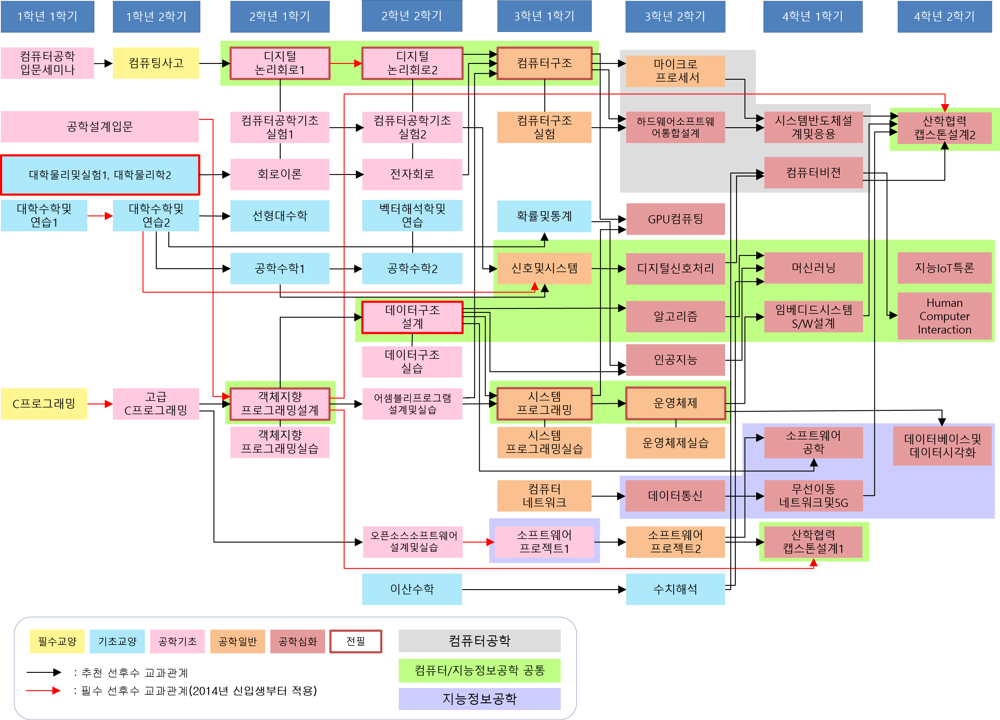 1학년 1학기
1학년 2학기
2학년 1학기
2학년 2학기
3학년 1학기
3학년 2학기
4학년 1학기
4학년 2학기
컴퓨터공학
입문세미나
컴퓨팅사고
디지털
논리회로1
디지털
논리회로2
컴퓨터구조
마이크로
프로세서
공학설계입문
컴퓨터공학기초
실험1
컴퓨터공학기초
실험2
컴퓨터구조
실험
하드웨어소프트웨
어통합설계
시스템반도체설
계및응용
산학협력
캡스톤설계2
대학물리및실험1, 대학물리학2
회로이론
전자회로
컴퓨터비젼
대학수학및
연습1
대학수학및
연습2
선형대수학
벡터해석학및
연습
확률및통계
GPU컴퓨팅
공학수학1
공학수학2
신호및시스템
디지털신호처리
머신러닝
지능IoT특론
데이터구조
설계
알고리즘
임베디드시스템
S/W설계
Human
Computer
Interaction
데이터구조
실습
인공지능
C프로그래밍
고급
C프로그래밍
객체지향
프로그래밍설계
어셈블리프로그램
설계및실습
시스템
프로그래밍
운영체제
객체지향
프로그래밍실습
시스템
프로그래밍실습
운영체제실습
소프트웨어
공학
데이터베이스및
데이터시각화
컴퓨터
네트워크
데이터통신
무선이동
네트워크및5G
오픈소스소프트웨어
설계및실습
소프트웨어
프로젝트1
소프트웨어
프로젝트2
산학협력
캡스톤설계1
이산수학
수치해석
필수교양
기초교양
공학기초
공학일반
공학심화
전필
컴퓨터공학
: 추천 선후수 교과관계
컴퓨터/지능정보공학 공통
: 필수 선후수 교과관계(2014년 신입생부터 적용)
지능정보공학